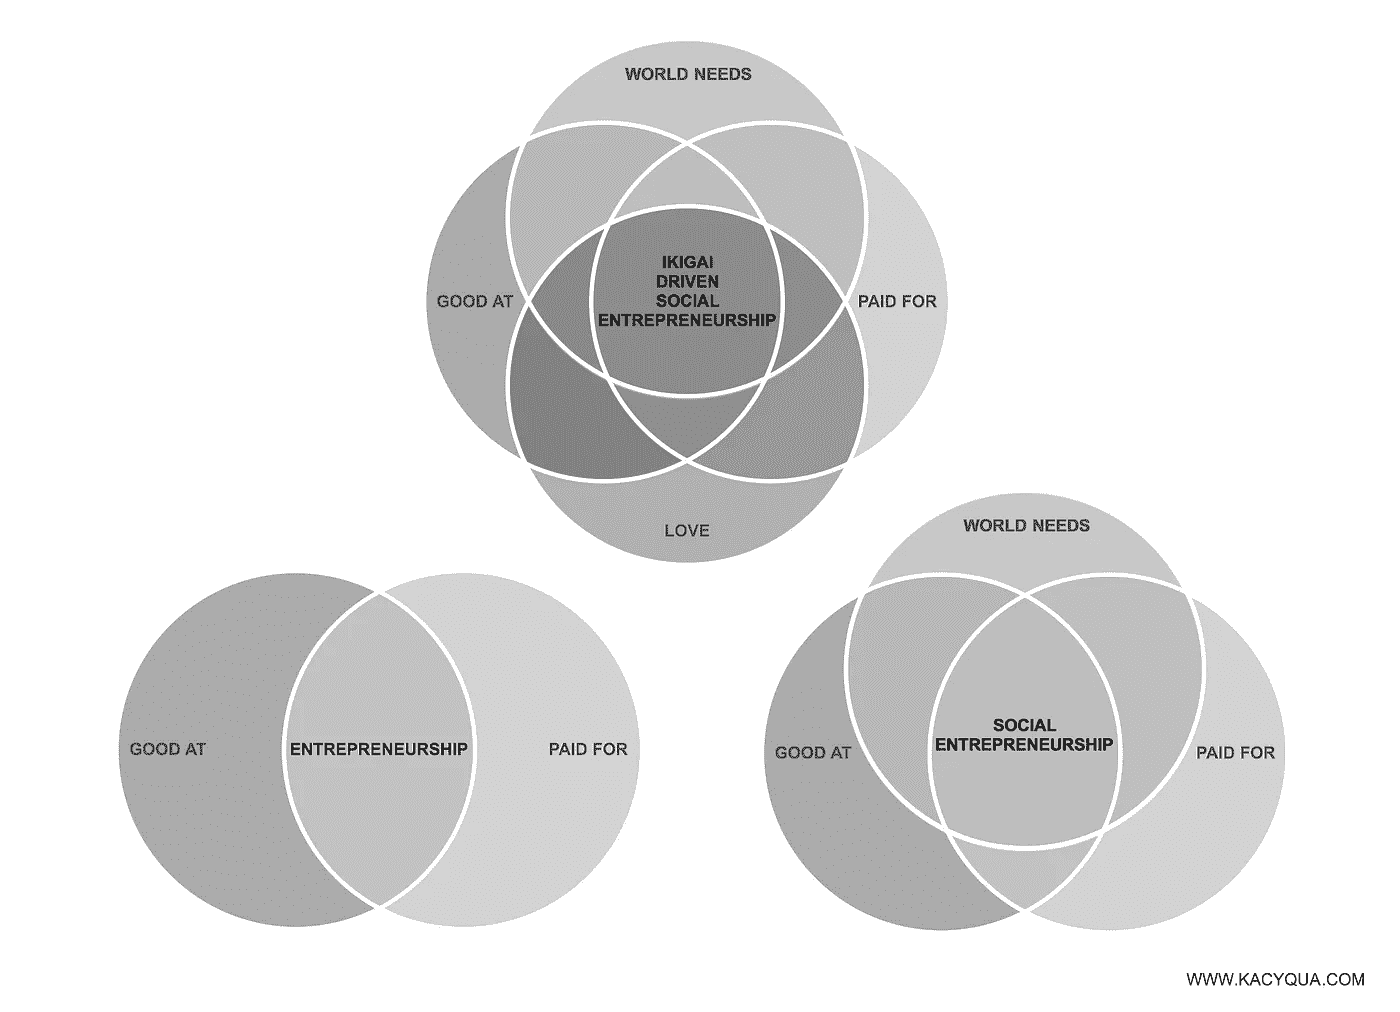 WORLD NEEDS
IKIGAI
DRIVEN
SOCIAL
ENTREPRENEURSHIP
GOOD AT
PAID FOR
LOVE
GOOD AT
ENTREPRENEURSHIP
PAID FOR
WORLD NEEDS
SOCIAL
ENTREPRENEURSHIP
GOOD AT
PAID FOR
WWW.KACYQUA.COM